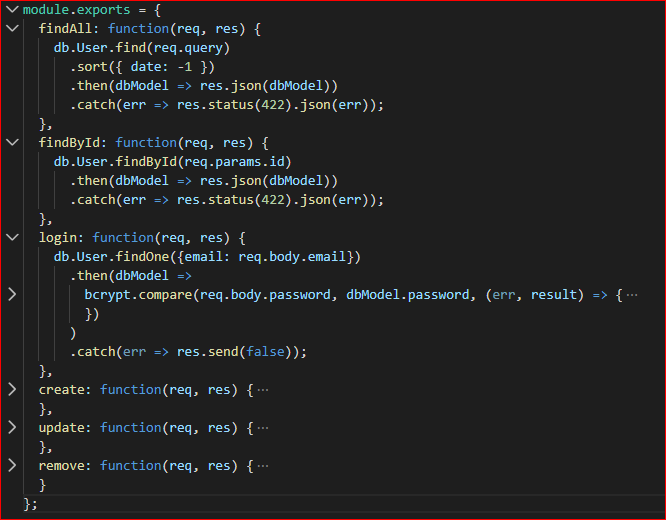 module.exports = {
  findAll: function(req, res) {
    db.User.find(req.query)
      .sort({ date: -1 })
      .then(dbModel => res.json(dbModel))
      .catch(err => res.status(422).json(err));
  },
  findById: function(req, res) {
    db.User.findById(req.params.id)
      .then(dbModel => res.json(dbModel))
      .catch(err => res.status(422).json(err));
  },
  login: function(req, res) {
    db.User.findOne({email: req.body.email})
      .then(dbModel =>
        bcrypt.compare(req.body.password, dbModel.password, (err, result) => {···
        })
      )
      .catch(err => res.send(false));
  },
  create: function(req, res) {···
  },
  update: function(req, res) {···
  },
  remove: function(req, res) {···
  }
};